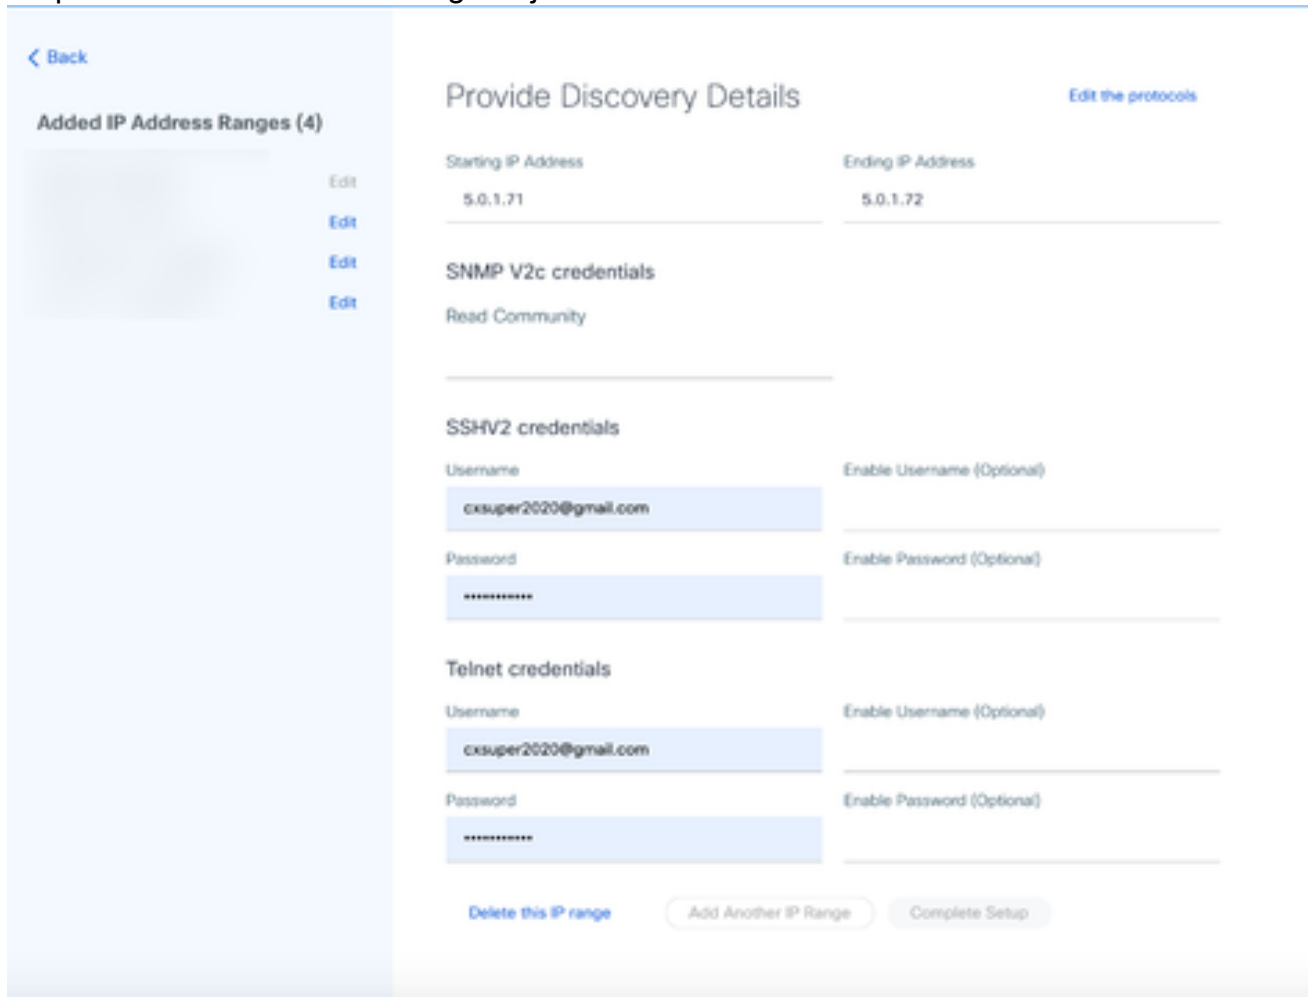 Back
Added IP Address Ranges (4)
Edit
Edit
Edit
Edit
Provide Discovery Details
Edit the protocols
Starting IP Address
Ending IP Address
5.0.1.71
5.0.1.72
SNMP V2c credentials
Read Community
SSHV2 credentials
Username
Enable Username (Optional)
cxsuper2020@gmail.com
Password
Enable Password (Optional)
••••••••••••
Telnet credentials
Username
Enable Username (Optional)
cxsuper2020@gmail.com
Password
Enable Password (Optional)
••••••••••••
Delete this IP range
Add Another IP Range
Complete Setup